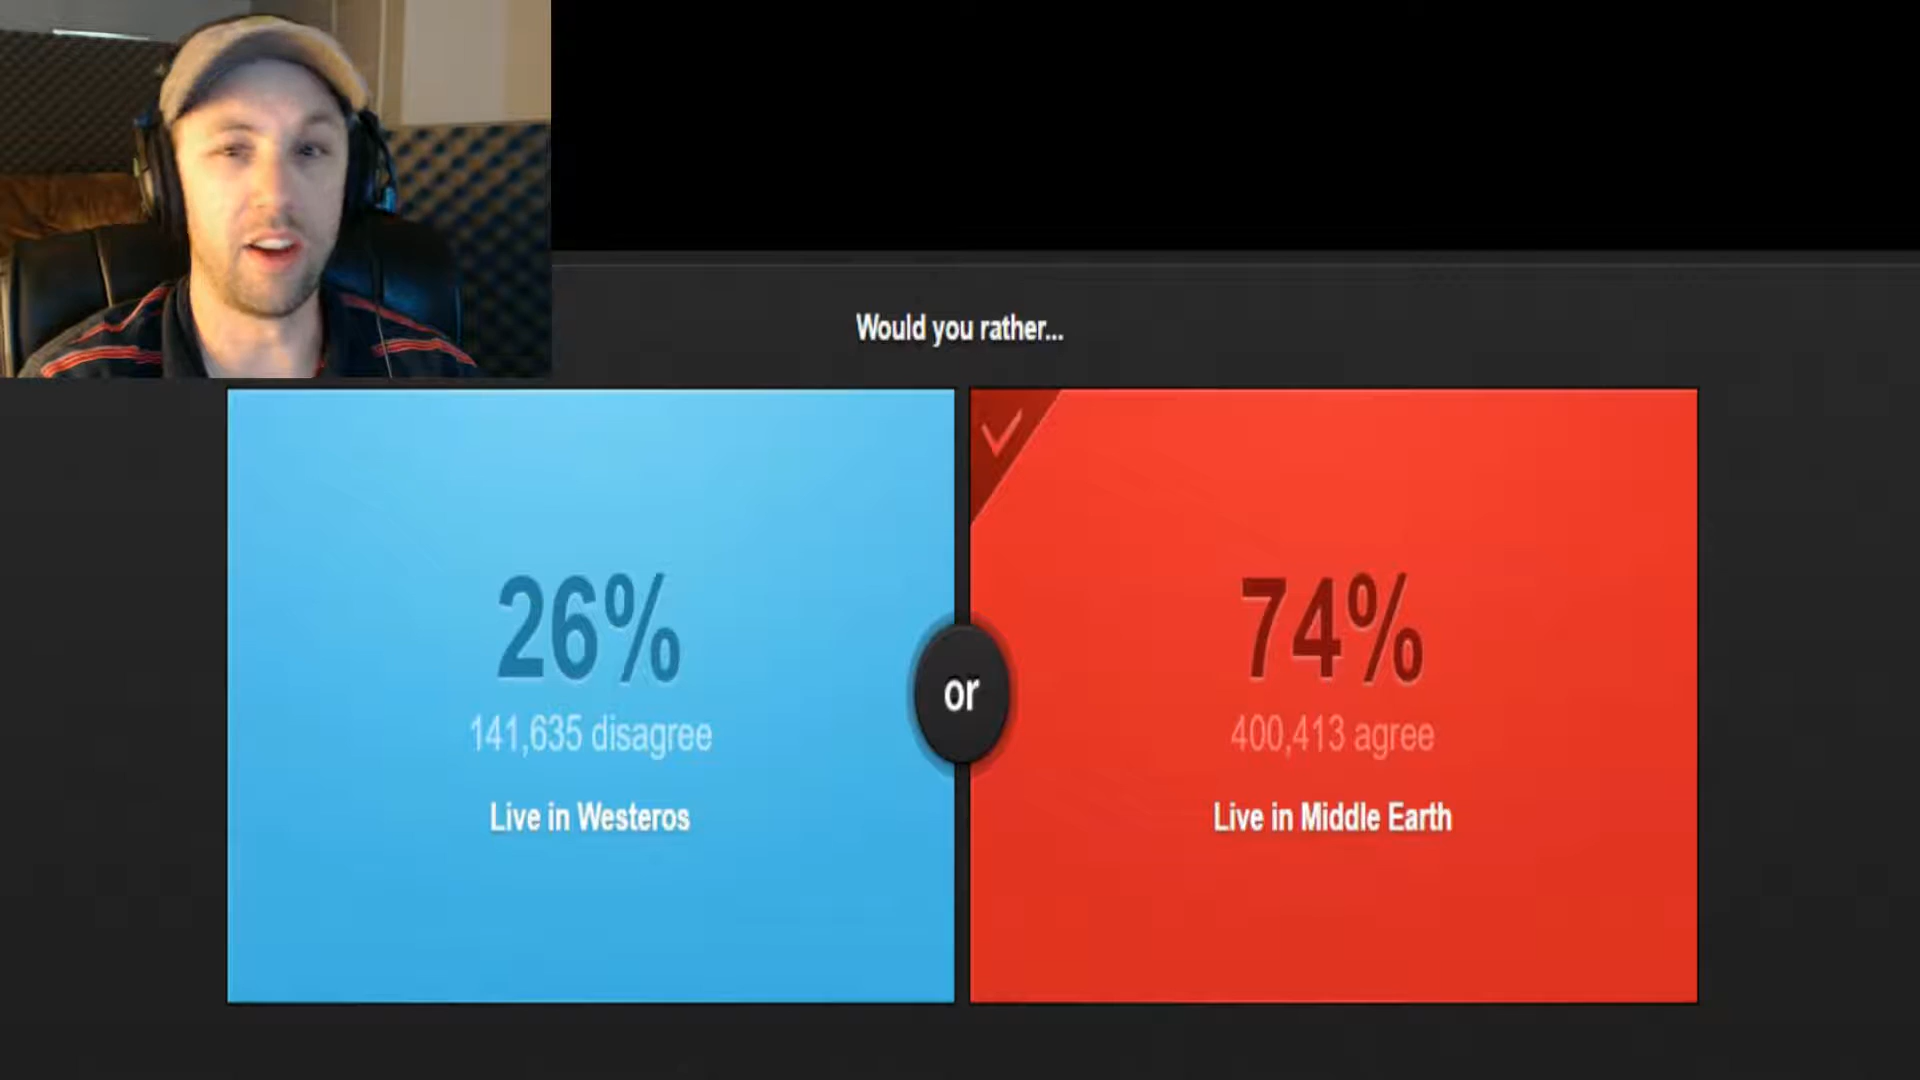 Would you rather...
26%
141,635 disagree
Live in Westeros
or
74%
400,413 agree
Live in Middle Earth